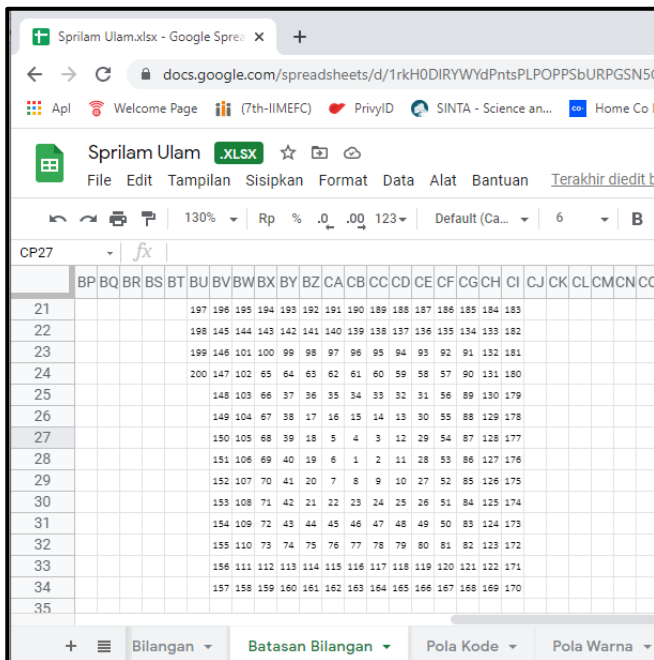 Sprilam Ulam.xlsx - Google Sprea × +
docs.google.com/spreadsheets/d/1rkH0DIRYWYdPntsPLPOPPSbURPGSN5
Apl Welcome Page (7th-IIMEFC) PrivyID SINTA - Science an... co· Home Co
Sprilam Ulam .XLSX
File Edit Tampilan Sisipkan Format Data Alat Bantuan Terakhir diedit b
130% Rp % .0 .00 123 Default (Ca... 6 B
CP27 fx
BP BQ BR BS BT BU BV BW BX BY BZ CA CB CC CD CE CF CG CH CI CJ CK CL CM CN CO
21 197 196 195 194 193 192 191 190 189 188 187 186 185 184 183
22 198 145 144 143 142 141 140 139 138 137 136 135 134 133 182
23 199 146 101 100 99 98 97 96 95 94 93 92 91 132 181
24 200 147 102 65 64 63 62 61 60 59 58 57 90 131 180
25 148 103 66 37 36 35 34 33 32 31 56 89 130 179
26 149 104 67 38 17 16 15 14 13 30 55 88 129 178
27 150 105 68 39 18 5 4 3 12 29 54 87 128 177
28 151 106 69 40 19 6 1 2 11 28 53 86 127 176
29 152 107 70 41 20 7 8 9 10 27 52 85 126 175
30 153 108 71 42 21 22 23 24 25 26 51 84 125 174
31 154 109 72 43 44 45 46 47 48 49 50 83 124 173
32 155 110 73 74 75 76 77 78 79 80 81 82 123 172
33 156 111 112 113 114 115 116 117 118 119 120 121 122 171
34 157 158 159 160 161 162 163 164 165 166 167 168 169 170
35
+ Bilangan Batasan Bilangan Pola Kode Pola Warna